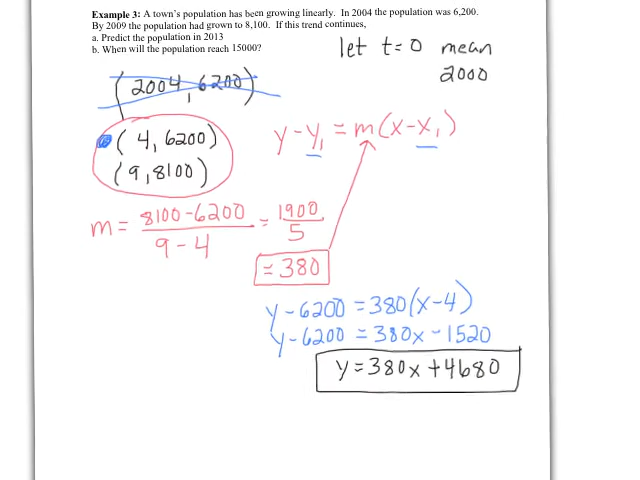 Example 3: A town's population has been growing linearly. In 2004 the population was 6,200.
By 2009 the population had grown to 8,100. If this trend continues,
a. Predict the population in 2013
b. When will the population reach 15000?
let t=0 mean
2000
(2004, 6200)
(4, 6200)
(9, 8100)
y - y₁ = m(x - x₁)
m = 8100-6200 / 9-4 = 1900 / 5
= 380
y - 6200 = 380(x - 4)
y - 6200 = 380x - 1520
y = 380x + 4680